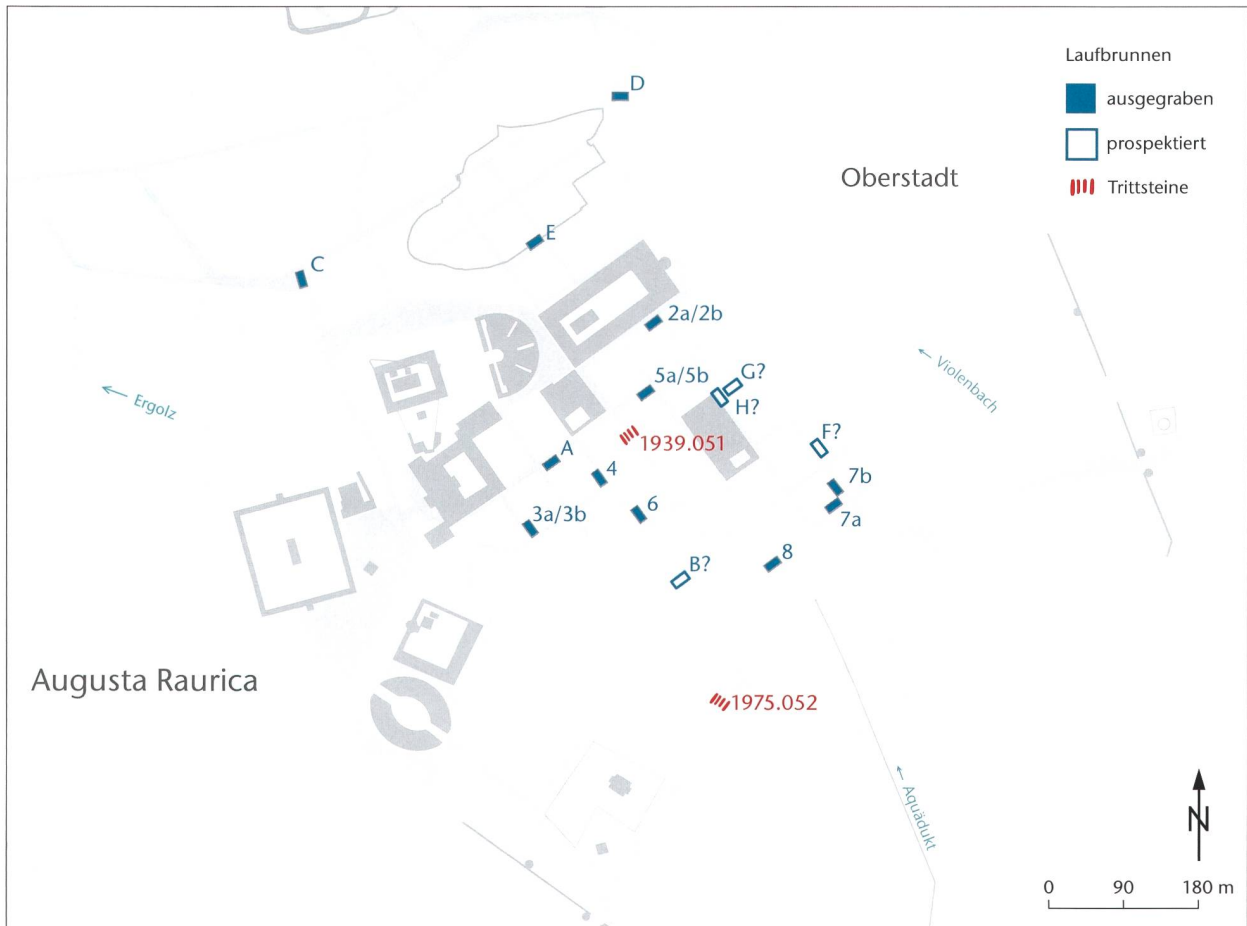 Laufbrunnen
ausgegraben
prospektiert
Trittsteine
D
Oberstadt
E
C
2a/2b
Violenbach
5a/5b
G?
H?
Ergolz
F?
1939.051
A
4
7b
3a/3b
6
7a
8
B?
Augusta Raurica
1975.052
Aquädukt
N
0 90 180 m